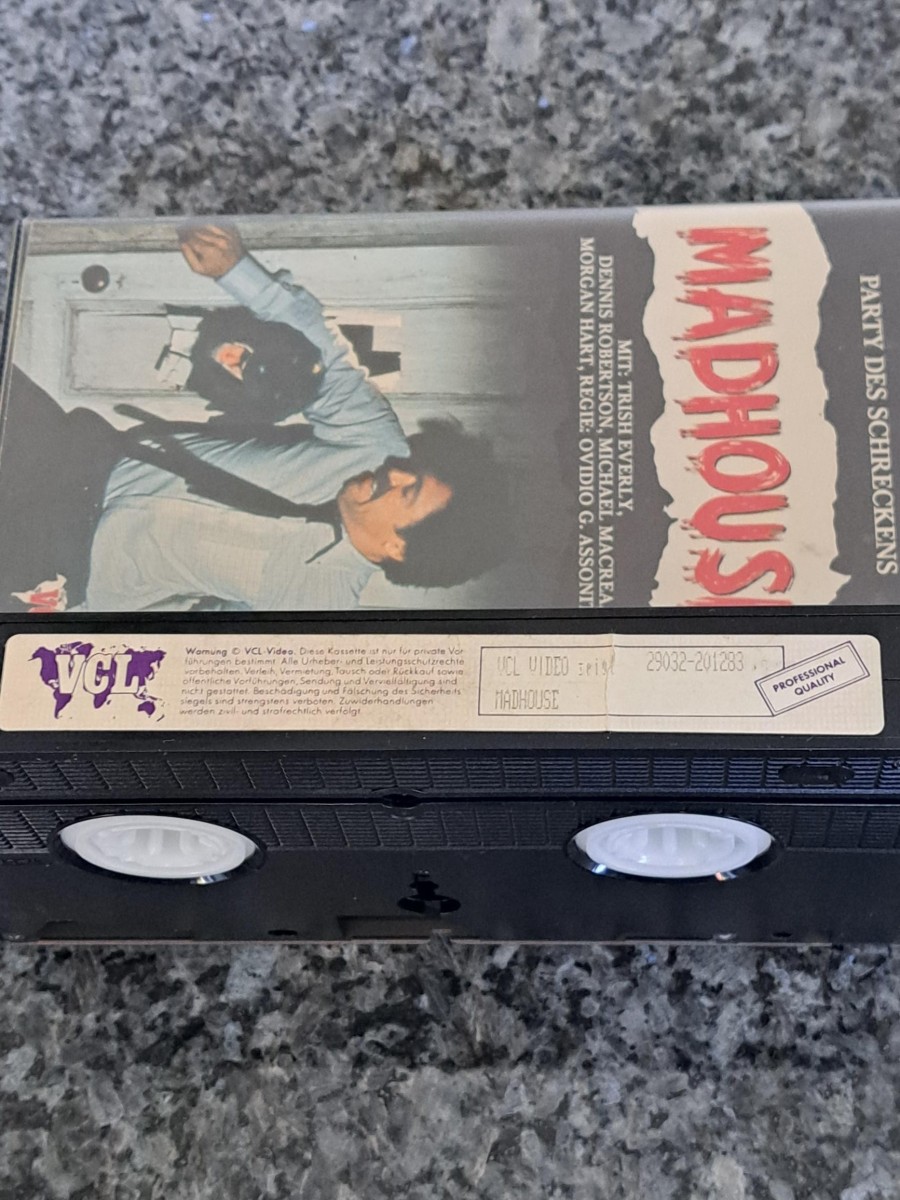 PARTY DES SCHRECKENS
MADHOUS
MIT: TRISH EVERLY,
DENNIS ROBERTSON, MICHAEL MACREA
MORGAN HART, REGIE: OVIDIO G. ASSONIT
VCL
Warnung © VCL-Video. Diese Kassette ist nur für private Vor-
führungen bestimmt. Alle Urheber- und Leistungsschutzrechte
vorbehalten. Verleih, Vermietung, Tausch oder Rückkauf sowie
öffentliche Vorführungen, Sendung und Vervielfältigung sind
nicht gestattet. Beschädigung und Fälschung des Sicherheits-
siegels sind strengstens verboten. Zuwiderhandlungen
werden zivil- und strafrechtlich verfolgt.
VCL VIDEO 29032-201283
MADHOUSE
PROFESSIONAL
QUALITY